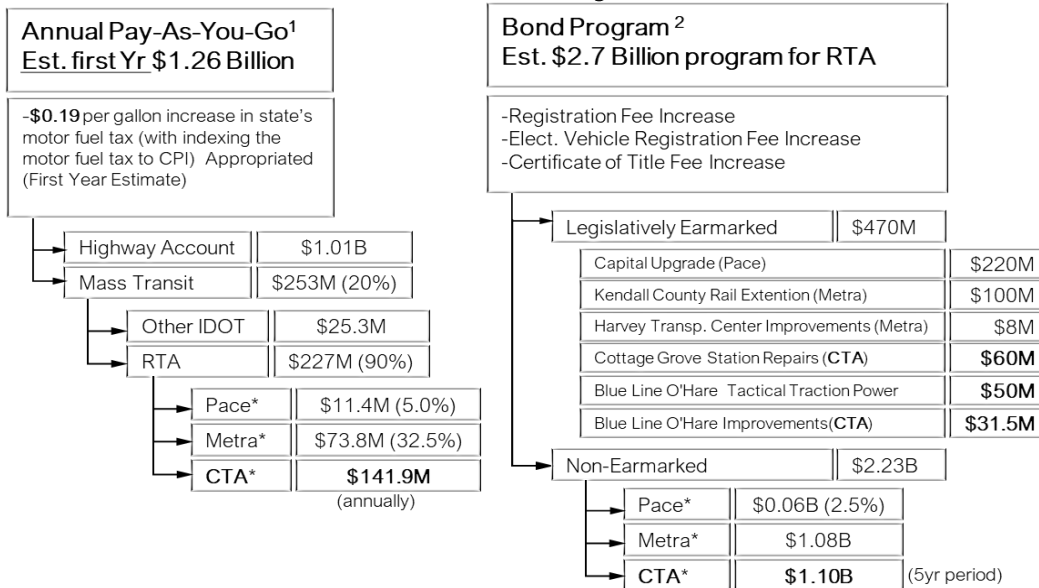 Annual Pay-As-You-Go1
Est. first Yr $1.26 Billion
-$0.19 per gallon increase in state's
motor fuel tax (with indexing the
motor fuel tax to CPI) Appropriated
(First Year Estimate)
Highway Account $1.01B
Mass Transit $253M (20%)
Other IDOT $25.3M
RTA $227M (90%)
Pace* $11.4M (5.0%)
Metra* $73.8M (32.5%)
CTA* $141.9M
(annually)
Bond Program 2
Est. $2.7 Billion program for RTA
-Registration Fee Increase
-Elect. Vehicle Registration Fee Increase
-Certificate of Title Fee Increase
Legislatively Earmarked $470M
Capital Upgrade (Pace) $220M
Kendall County Rail Extention (Metra) $100M
Harvey Transp. Center Improvements (Metra) $8M
Cottage Grove Station Repairs (CTA) $60M
Blue Line O'Hare Tactical Traction Power $50M
Blue Line O'Hare Improvements(CTA) $31.5M
Non-Earmarked $2.23B
Pace* $0.06B (2.5%)
Metra* $1.08B
CTA* $1.10B (5yr period)